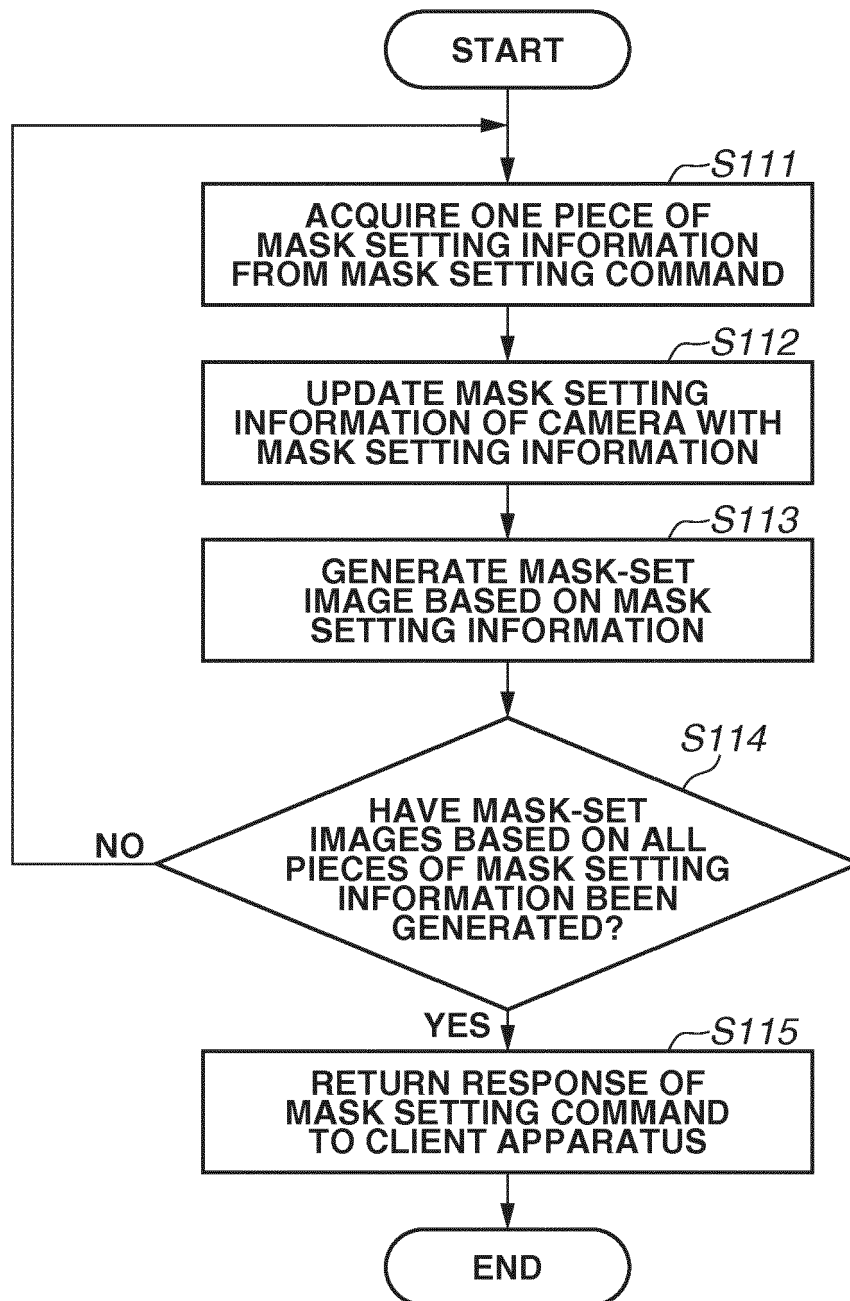 START
S111
ACQUIRE ONE PIECE OF
MASK SETTING INFORMATION
FROM MASK SETTING COMMAND
S112
UPDATE MASK SETTING
INFORMATION OF CAMERA WITH
MASK SETTING INFORMATION
S113
GENERATE MASK-SET
IMAGE BASED ON MASK
SETTING INFORMATION
S114
HAVE MASK-SET
IMAGES BASED ON ALL
PIECES OF MASK SETTING
INFORMATION BEEN
GENERATED?
NO
YES
S115
RETURN RESPONSE OF
MASK SETTING COMMAND
TO CLIENT APPARATUS
END